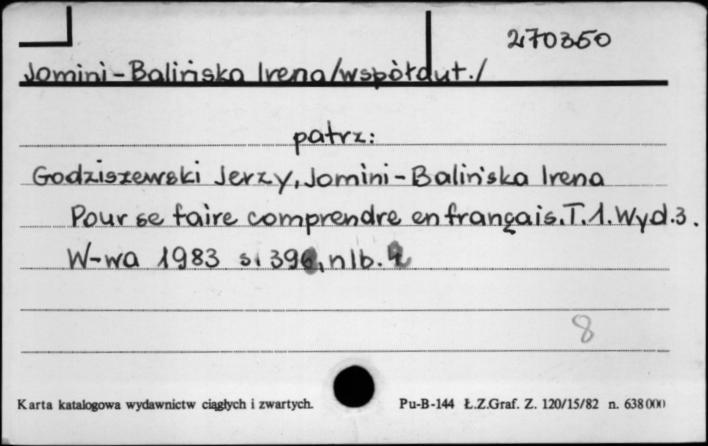 270350
Jomini-Balińska Irena/współaut./
patrz:
Godziszewski Jerzy, Jomini-Balińska Irena
Pour se faire comprendre en français. T.1. Wyd.3.
W-wa 1983 s. 396, nlb. 4
8
Karta katalogowa wydawnictw ciągłych i zwartych. Pu-B-144 Ł.Z.Graf. Z. 120/15/82 n. 638000